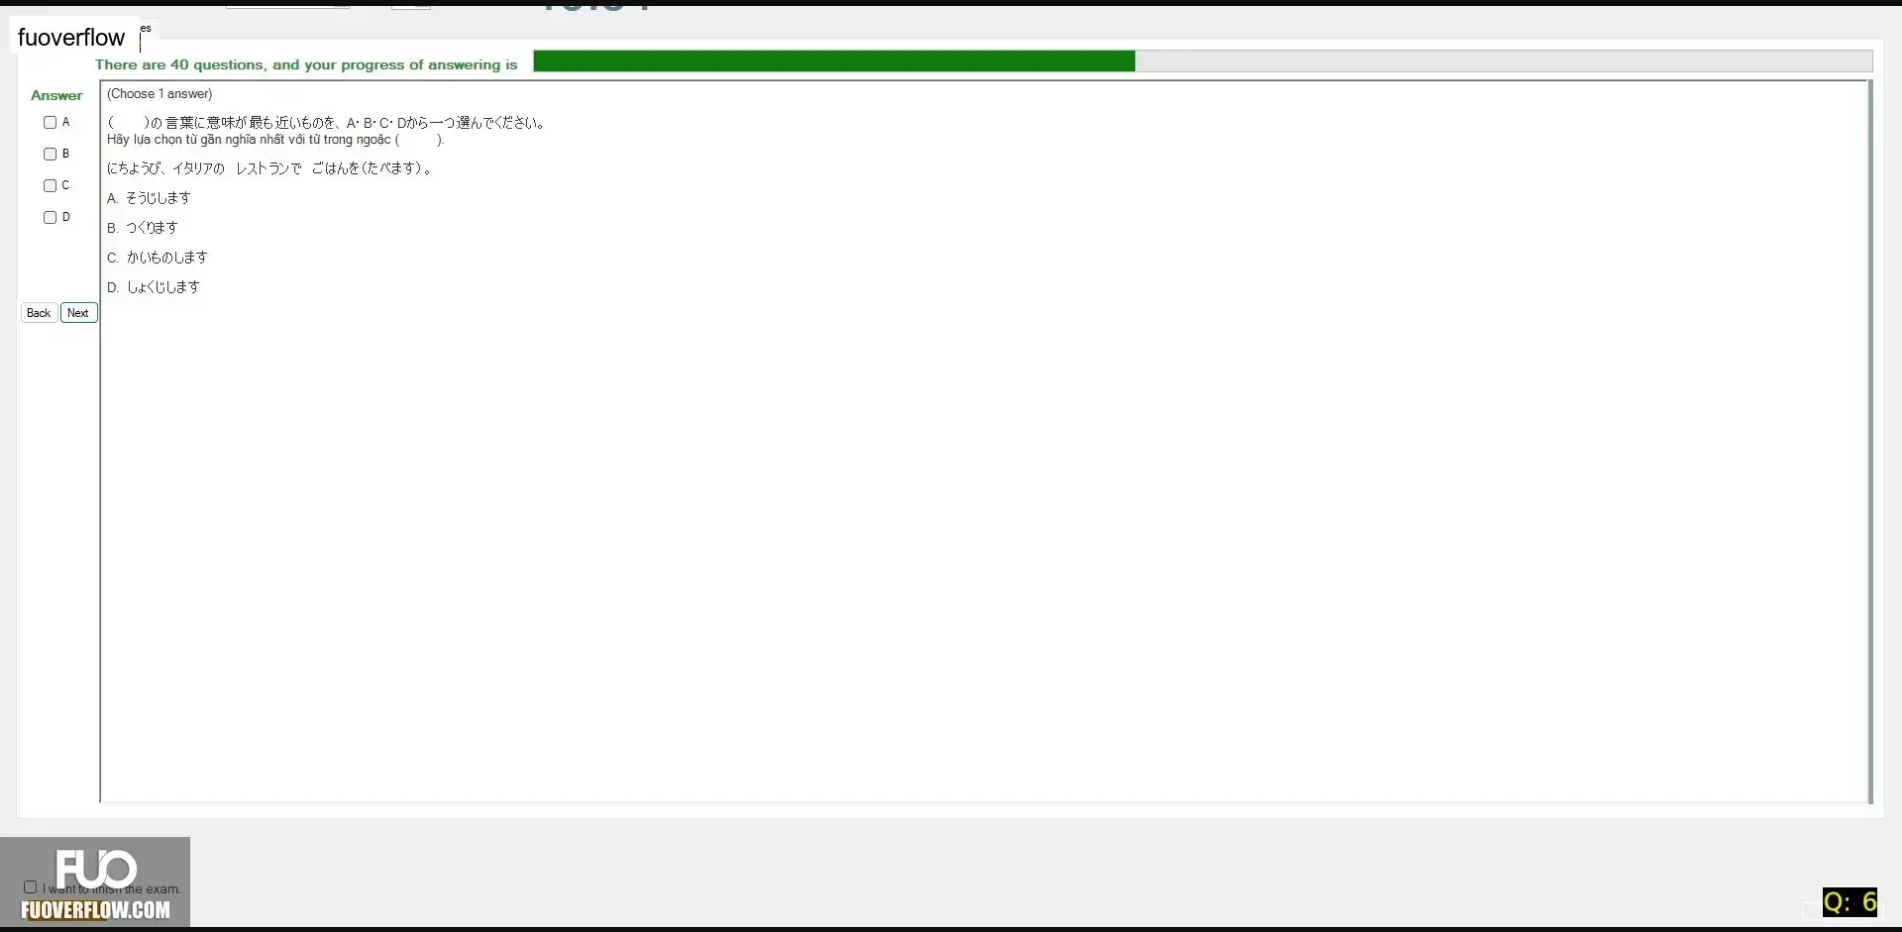 fuoverflow
es
There are 40 questions, and your progress of answering is
Answer
(Choose 1 answer)
A
(　　)の言葉に意味が最も近いものを、A・B・C・Dから一つ選んでください。
Hãy lựa chọn từ gần nghĩa nhất với từ trong ngoặc (　　).
B
にちようび、イタリアの　レストランで　ごはんを(たべます)。
C
A. そうじします
D
B. つくります
C. かいものします
D. しょくじします
Back Next
FUO
I want to finish the exam.
FUOVERFLOW.COM
Q: 6